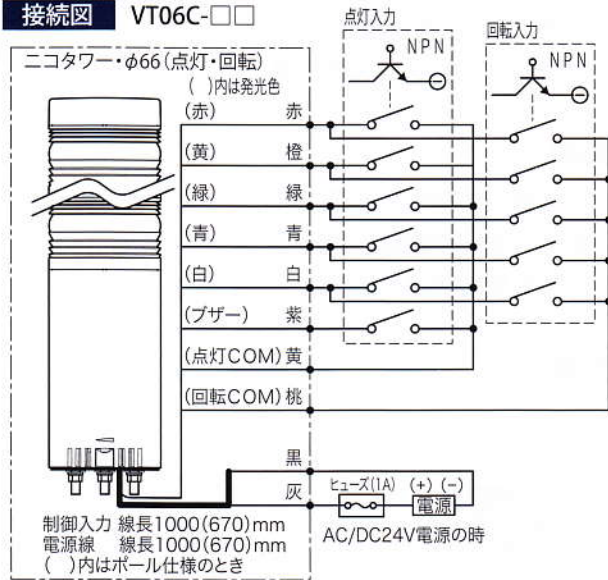 接続図 VT06C-□□
ニコタワー・φ66(点灯・回転)
( )内は発光色
点灯入力
NPN
回転入力
NPN
(赤) 赤
(黄) 橙
(緑) 緑
(青) 青
(白) 白
(ブザー) 紫
(点灯COM) 黄
(回転COM) 桃
黒
灰
ヒューズ(1A) (+) (-)
電源
AC/DC24V電源の時
制御入力 線長1000(670)mm
電源線 線長1000(670)mm
( )内はポール仕様のとき